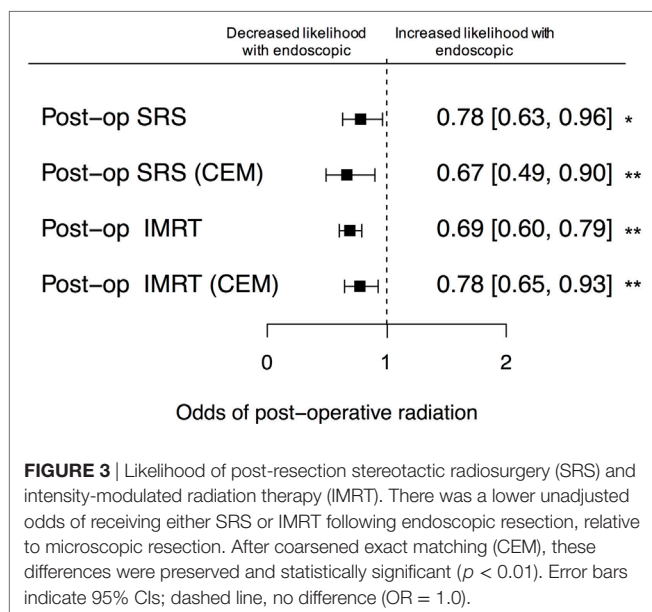 Decreased likelihood Increased likelihood with
with endoscopic endoscopic
Post-op SRS 0.78 [0.63, 0.96] *
Post-op SRS (CEM) 0.67 [0.49, 0.90] **
Post-op IMRT 0.69 [0.60, 0.79] **
Post-op IMRT (CEM) 0.78 [0.65, 0.93] **
0 1 2
Odds of post-operative radiation
FIGURE 3 | Likelihood of post-resection stereotactic radiosurgery (SRS) and
intensity-modulated radiation therapy (IMRT). There was a lower unadjusted
odds of receiving either SRS or IMRT following endoscopic resection, relative
to microscopic resection. After coarsened exact matching (CEM), these
differences were preserved and statistically significant (p < 0.01). Error bars
indicate 95% CIs; dashed line, no difference (OR = 1.0).